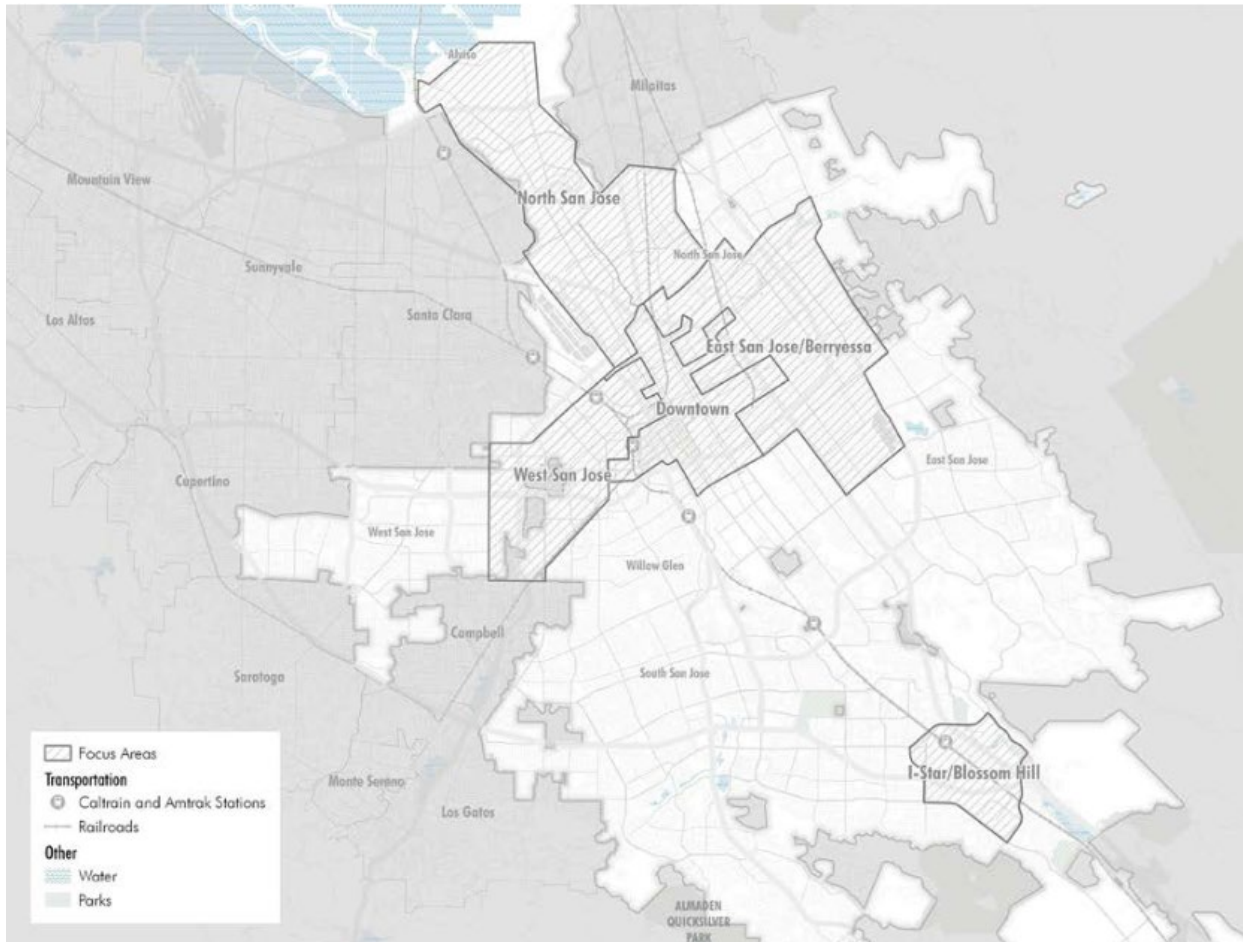 Alviso
Milpitas
Mountain View
North San Jose
North San Jose
Sunnyvale
Santa Clara
Los Altos
East San Jose/Berryessa
Downtown
East San Jose
West San Jose
Cupertino
West San Jose
Willow Glen
Campbell
Saratoga
South San Jose
I-Star/Blossom Hill
Monte Sereno
Los Gatos
ALMADEN
QUICKSILVER
PARK
Focus Areas
Transportation
Caltrain and Amtrak Stations
Railroads
Other
Water
Parks